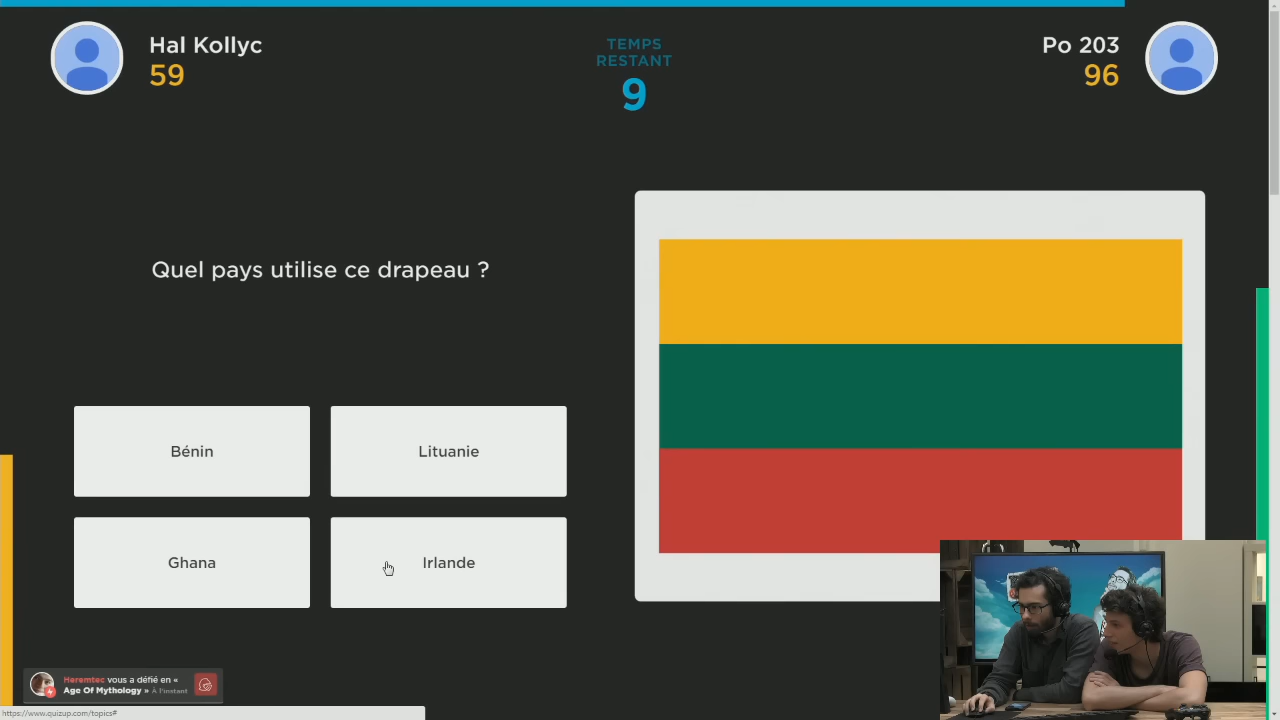 Hal Kollyc
59
TEMPS
RESTANT
9
Po 203
96
Quel pays utilise ce drapeau ?
Bénin
Lituanie
Ghana
Irlande
Heremtec vous a défié en «
Age Of Mythology » À l'instant
https://www.quizup.com/topics#